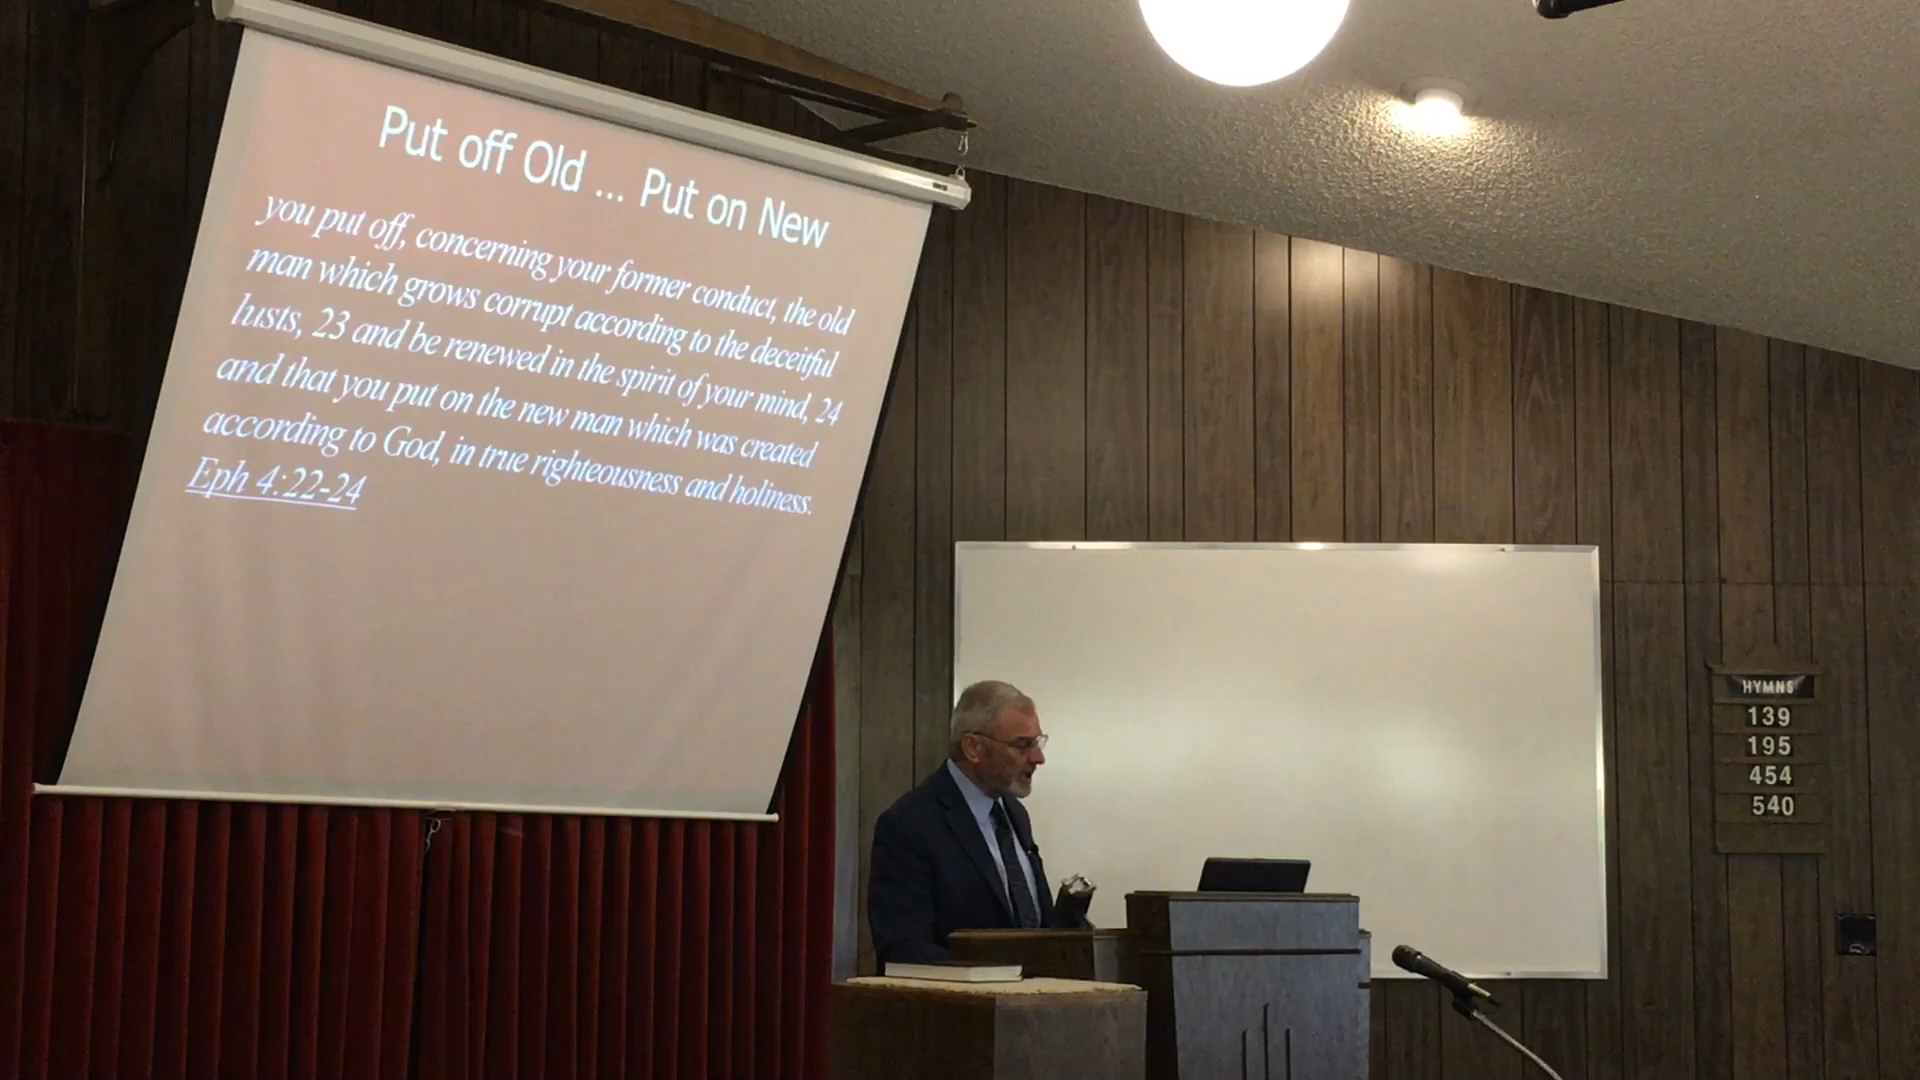 Put off Old ... Put on New
you put off, concerning your former conduct, the old
man which grows corrupt according to the deceitful
lusts, 23 and be renewed in the spirit of your mind, 24
and that you put on the new man which was created
according to God, in true righteousness and holiness.
Eph 4:22-24
HYMNS
139
195
454
540